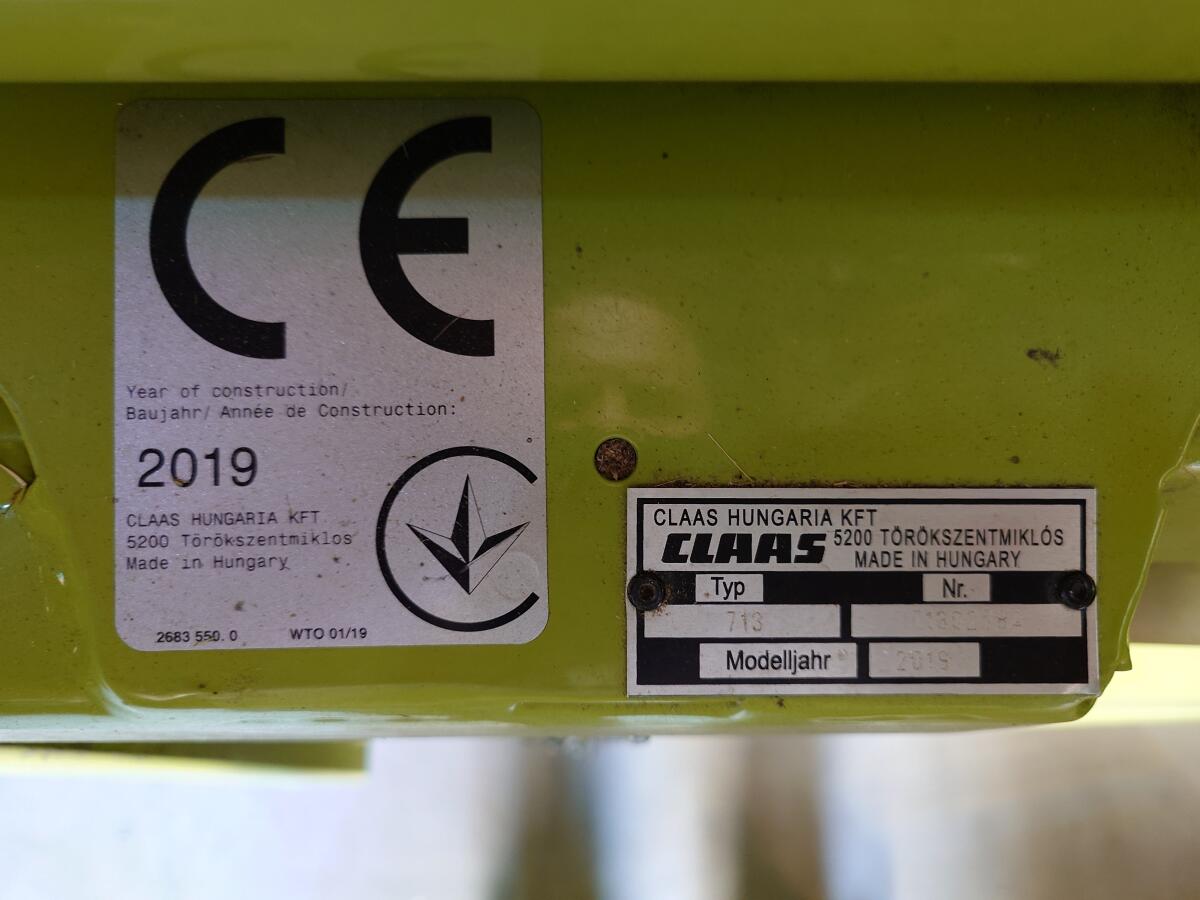 CE
Year of construction/
Baujahr/ Année de Construction:
2019
CLAAS HUNGARIA KFT
5200 Törökszentmiklos
Made in Hungary
2683 550. 0 WTO 01/19
CLAAS HUNGARIA KFT
CLAAS 5200 TÖRÖKSZENTMIKLÓS
MADE IN HUNGARY
Typ Nr.
713
Modelljahr 2019